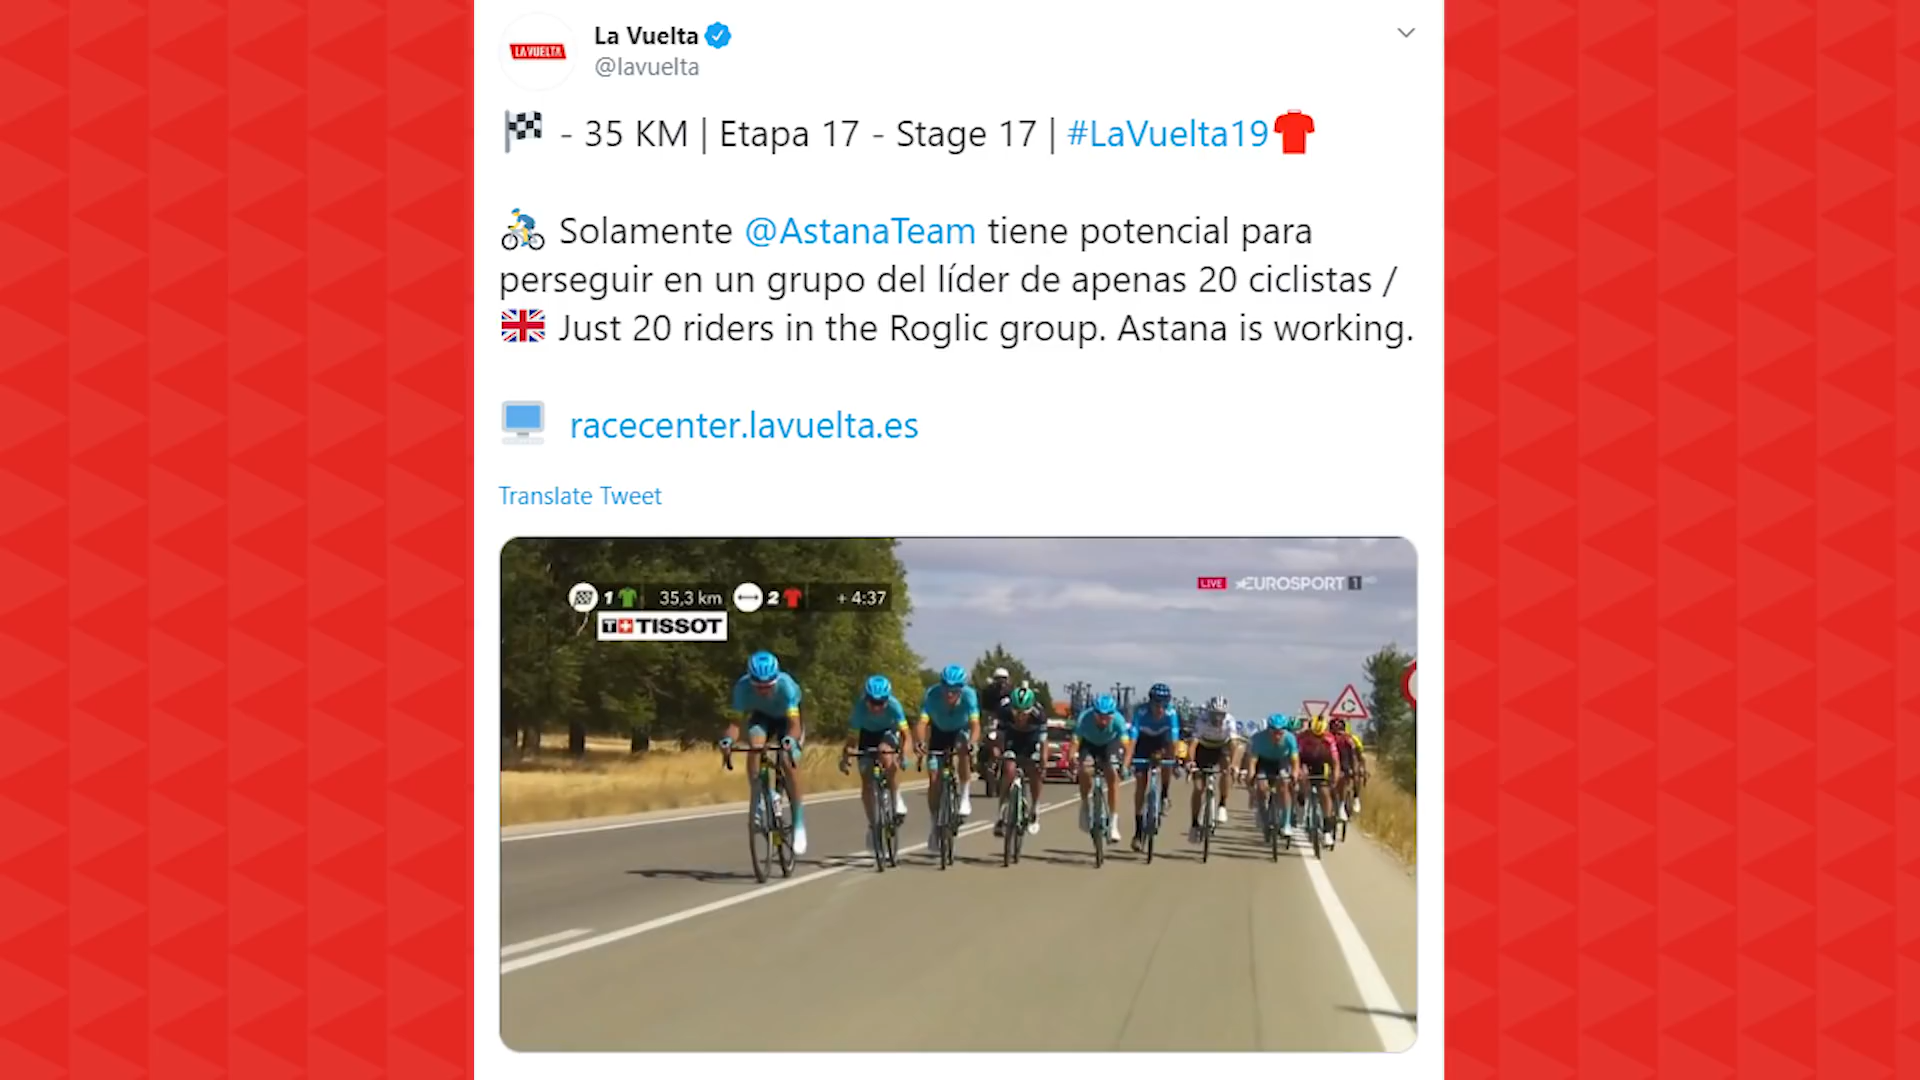 LA VUELTA
La Vuelta
@lavuelta
- 35 KM | Etapa 17 - Stage 17 | #LaVuelta19
Solamente @AstanaTeam tiene potencial para
perseguir en un grupo del líder de apenas 20 ciclistas /
Just 20 riders in the Roglic group. Astana is working.
racecenter.lavuelta.es
Translate Tweet
1 35,3 km 2 + 4:37
T+ TISSOT
LIVE EUROSPORT 1